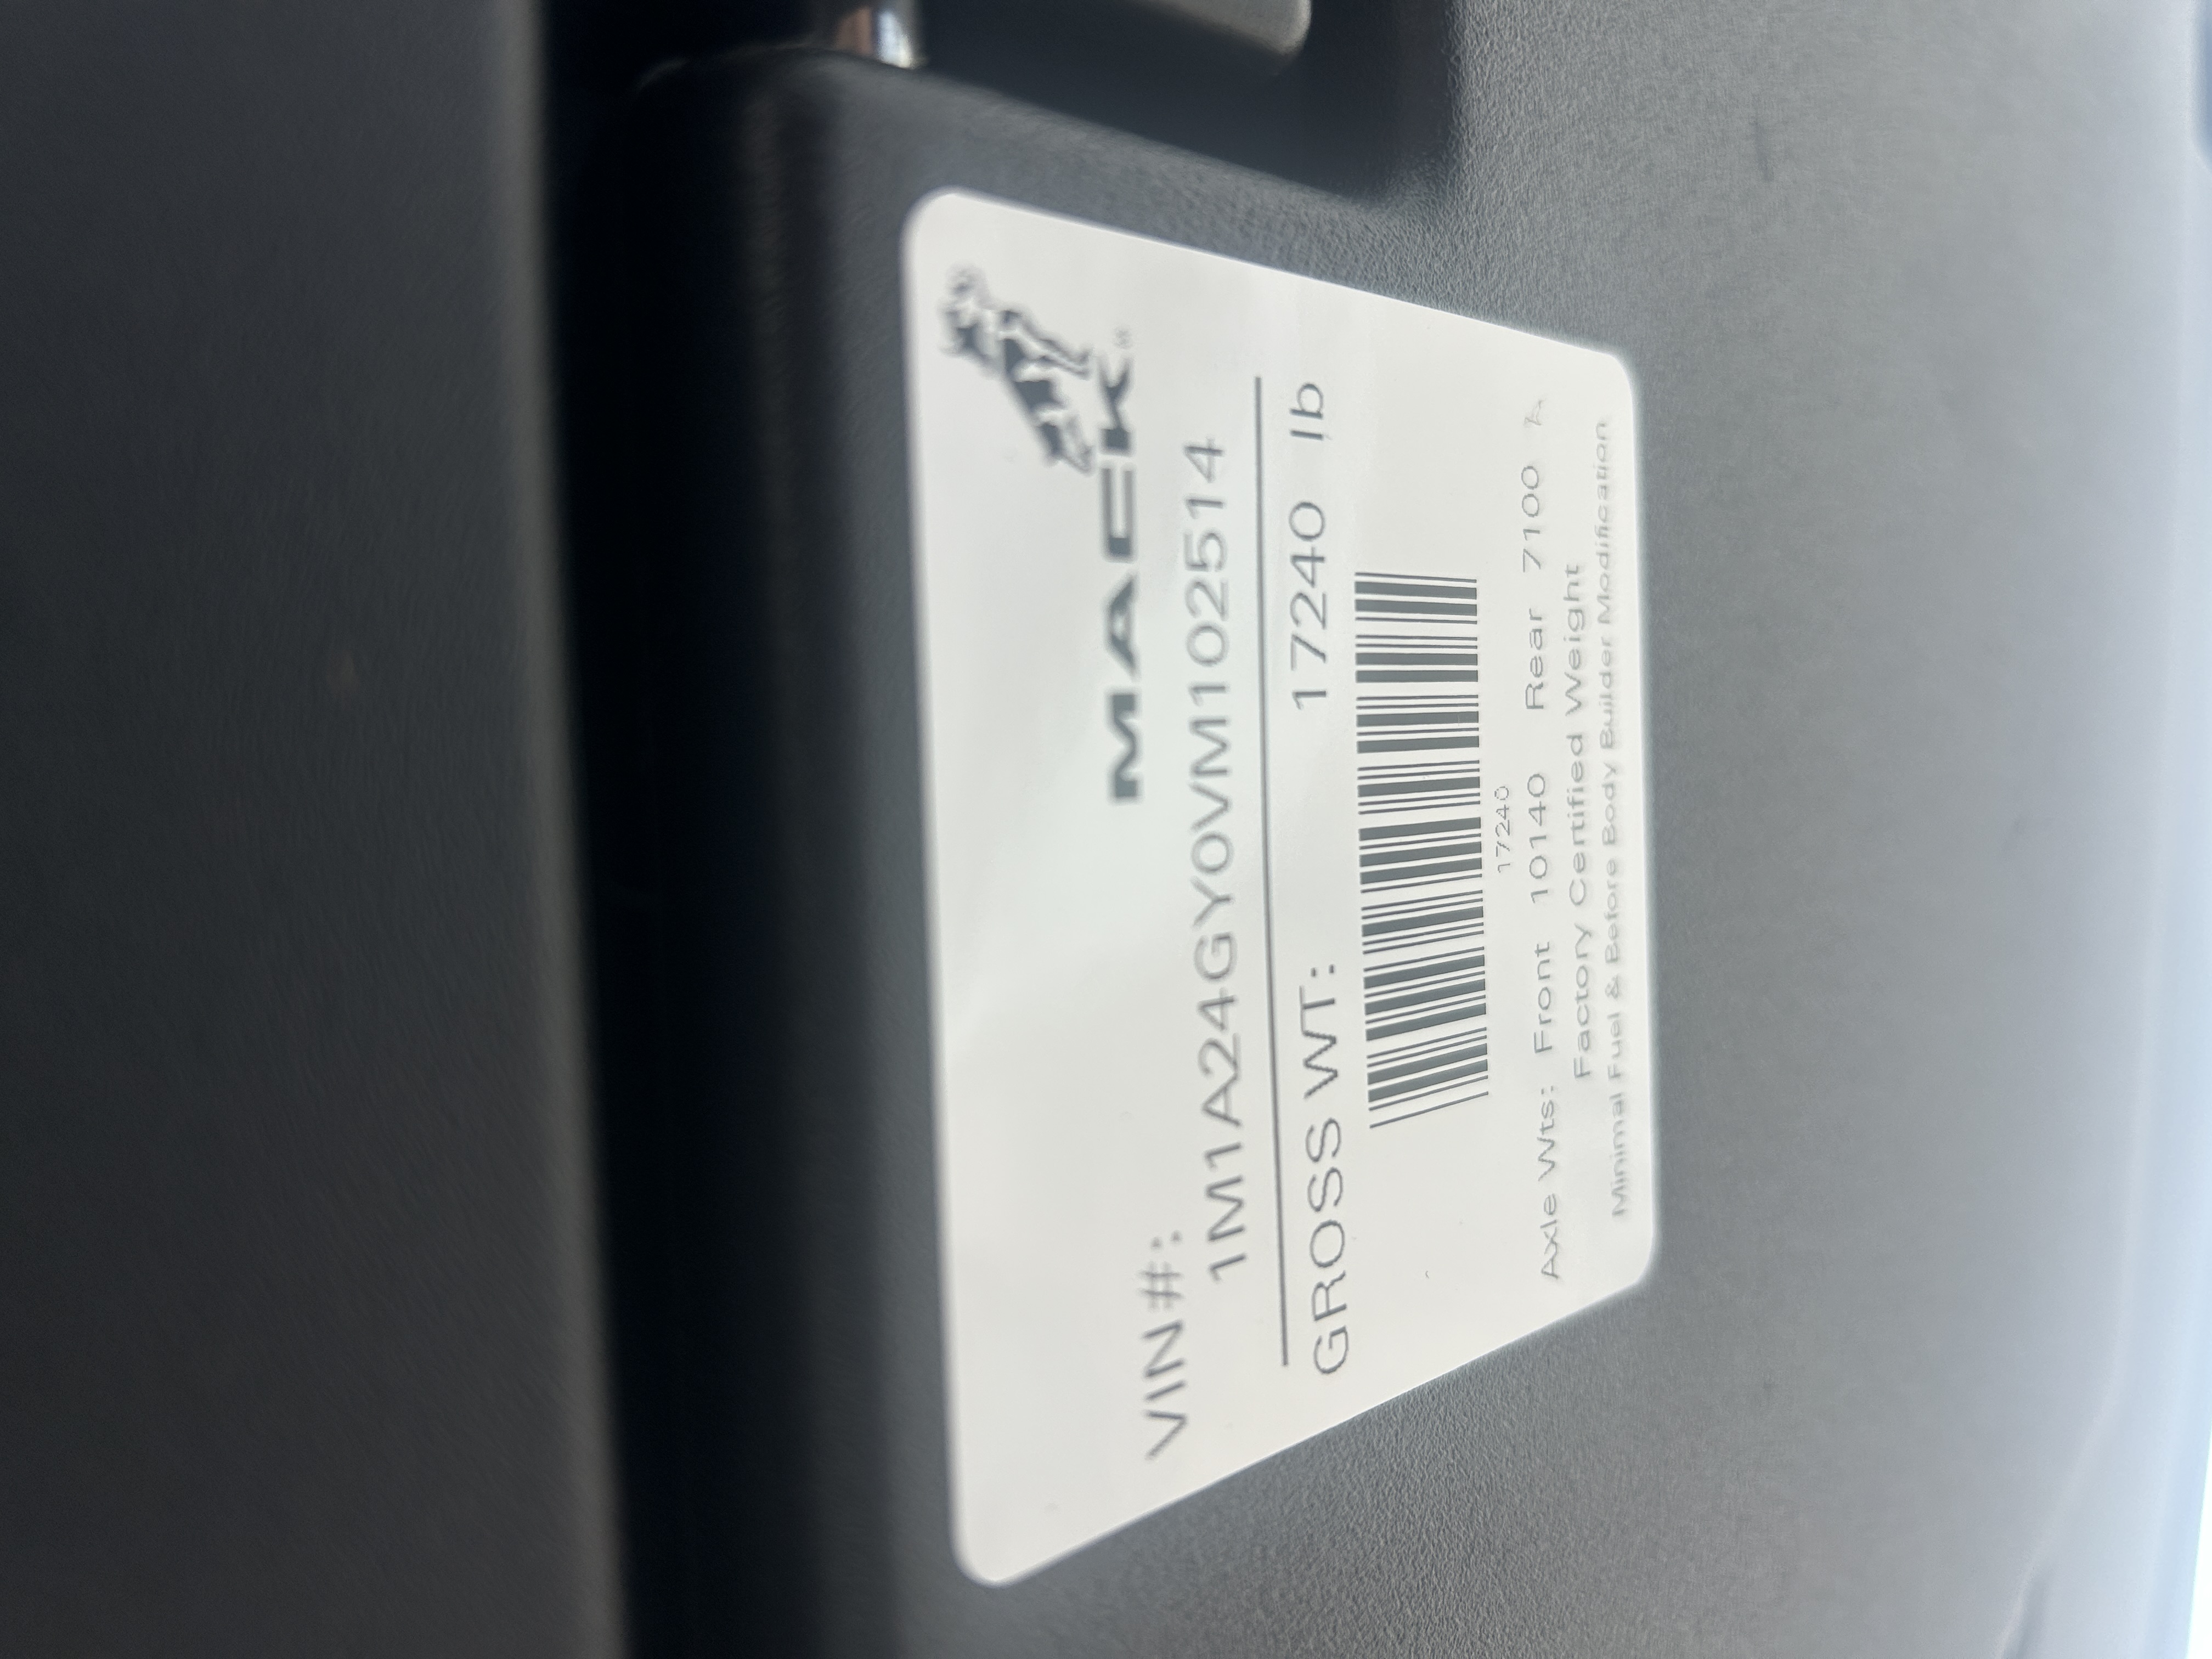 MACK®
VIN#:
1M1A24GY0VM102514
GROSS WT: 17240 lb
17240
Axle Wts: Front 10140 Rear 7100 A
Factory Certified Weight
Minimal Fuel & Before Body Builder Modification